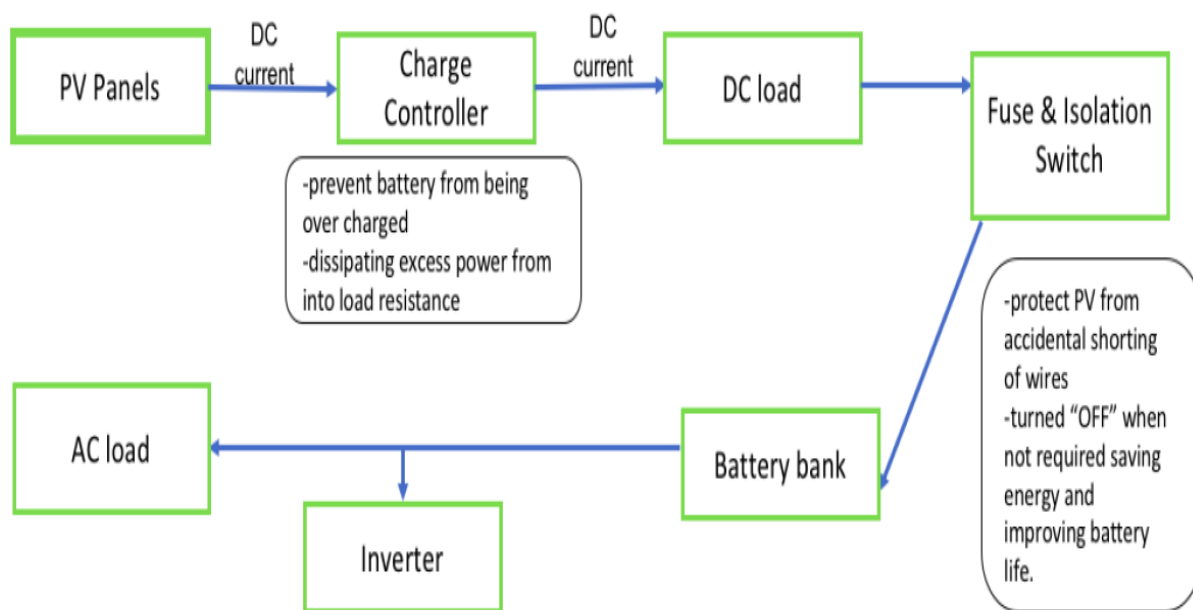 PV Panels
DC
current
Charge
Controller
DC
current
DC load
Fuse & Isolation
Switch
-prevent battery from being
over charged
-dissipating excess power from
into load resistance
-protect PV from
accidental shorting
of wires
-turned “OFF” when
not required saving
energy and
improving battery
life.
AC load
Battery bank
Inverter